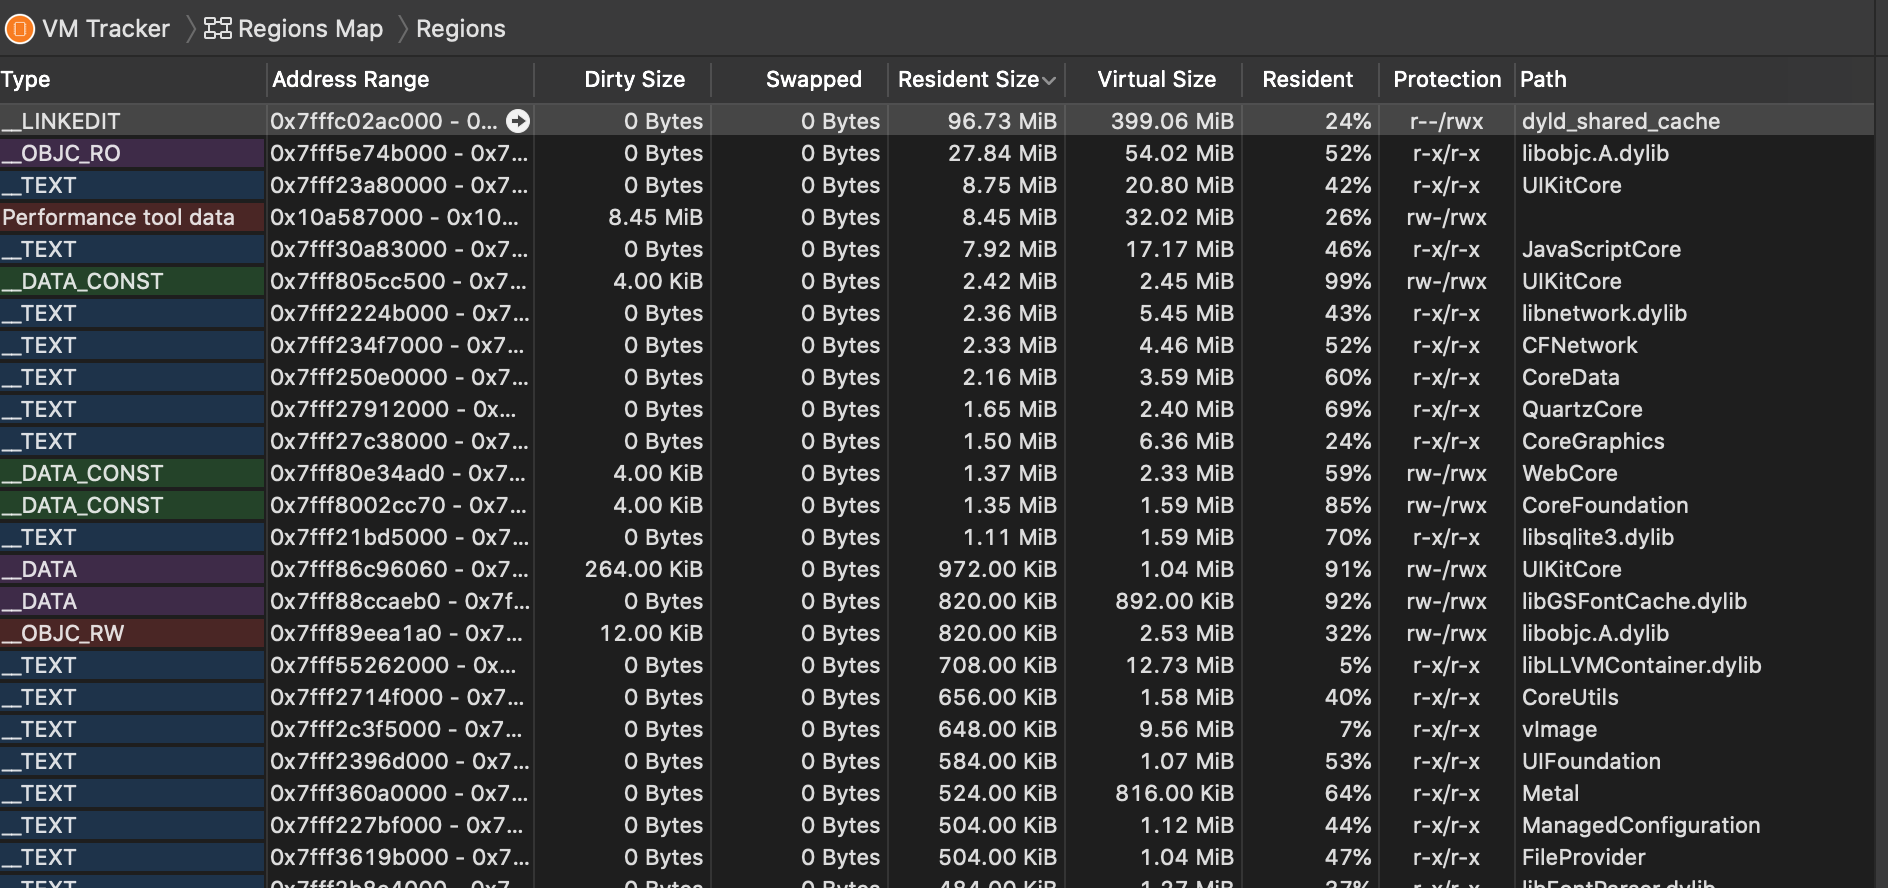 VM Tracker Regions Map Regions
Type Address Range Dirty Size Swapped Resident Size Virtual Size Resident Protection Path
__LINKEDIT 0x7fffc02ac000 - 0... 0 Bytes 0 Bytes 96.73 MiB 399.06 MiB 24% r--/rwx dyld_shared_cache
__OBJC_RO 0x7fff5e74b000 - 0x7... 0 Bytes 0 Bytes 27.84 MiB 54.02 MiB 52% r-x/r-x libobjc.A.dylib
__TEXT 0x7fff23a80000 - 0x7... 0 Bytes 0 Bytes 8.75 MiB 20.80 MiB 42% r-x/r-x UIKitCore
Performance tool data 0x10a587000 - 0x10... 8.45 MiB 0 Bytes 8.45 MiB 32.02 MiB 26% rw-/rwx
__TEXT 0x7fff30a83000 - 0x7... 0 Bytes 0 Bytes 7.92 MiB 17.17 MiB 46% r-x/r-x JavaScriptCore
__DATA_CONST 0x7fff805cc500 - 0x7... 4.00 KiB 0 Bytes 2.42 MiB 2.45 MiB 99% rw-/rwx UIKitCore
__TEXT 0x7fff2224b000 - 0x7... 0 Bytes 0 Bytes 2.36 MiB 5.45 MiB 43% r-x/r-x libnetwork.dylib
__TEXT 0x7fff234f7000 - 0x7... 0 Bytes 0 Bytes 2.33 MiB 4.46 MiB 52% r-x/r-x CFNetwork
__TEXT 0x7fff250e0000 - 0x7... 0 Bytes 0 Bytes 2.16 MiB 3.59 MiB 60% r-x/r-x CoreData
__TEXT 0x7fff27912000 - 0x... 0 Bytes 0 Bytes 1.65 MiB 2.40 MiB 69% r-x/r-x QuartzCore
__TEXT 0x7fff27c38000 - 0x7... 0 Bytes 0 Bytes 1.50 MiB 6.36 MiB 24% r-x/r-x CoreGraphics
__DATA_CONST 0x7fff80e34ad0 - 0x7... 4.00 KiB 0 Bytes 1.37 MiB 2.33 MiB 59% rw-/rwx WebCore
__DATA_CONST 0x7fff8002cc70 - 0x7... 4.00 KiB 0 Bytes 1.35 MiB 1.59 MiB 85% rw-/rwx CoreFoundation
__TEXT 0x7fff21bd5000 - 0x7... 0 Bytes 0 Bytes 1.11 MiB 1.59 MiB 70% r-x/r-x libsqlite3.dylib
__DATA 0x7fff86c96060 - 0x7... 264.00 KiB 0 Bytes 972.00 KiB 1.04 MiB 91% rw-/rwx UIKitCore
__DATA 0x7fff88ccaeb0 - 0x7f... 0 Bytes 0 Bytes 820.00 KiB 892.00 KiB 92% rw-/rwx libGSFontCache.dylib
__OBJC_RW 0x7fff89eea1a0 - 0x7... 12.00 KiB 0 Bytes 820.00 KiB 2.53 MiB 32% rw-/rwx libobjc.A.dylib
__TEXT 0x7fff55262000 - 0x... 0 Bytes 0 Bytes 708.00 KiB 12.73 MiB 5% r-x/r-x libLLVMContainer.dylib
__TEXT 0x7fff2714f000 - 0x7... 0 Bytes 0 Bytes 656.00 KiB 1.58 MiB 40% r-x/r-x CoreUtils
__TEXT 0x7fff2c3f5000 - 0x7... 0 Bytes 0 Bytes 648.00 KiB 9.56 MiB 7% r-x/r-x vImage
__TEXT 0x7fff2396d000 - 0x7... 0 Bytes 0 Bytes 584.00 KiB 1.07 MiB 53% r-x/r-x UIFoundation
__TEXT 0x7fff360a0000 - 0x7... 0 Bytes 0 Bytes 524.00 KiB 816.00 KiB 64% r-x/r-x Metal
__TEXT 0x7fff227bf000 - 0x7... 0 Bytes 0 Bytes 504.00 KiB 1.12 MiB 44% r-x/r-x ManagedConfiguration
__TEXT 0x7fff3619b000 - 0x7... 0 Bytes 0 Bytes 504.00 KiB 1.04 MiB 47% r-x/r-x FileProvider
__TEXT 0 Bytes 0 Bytes 484.00 KiB 1.27 MiB 37% r-x/r-x libFontParser.dylib